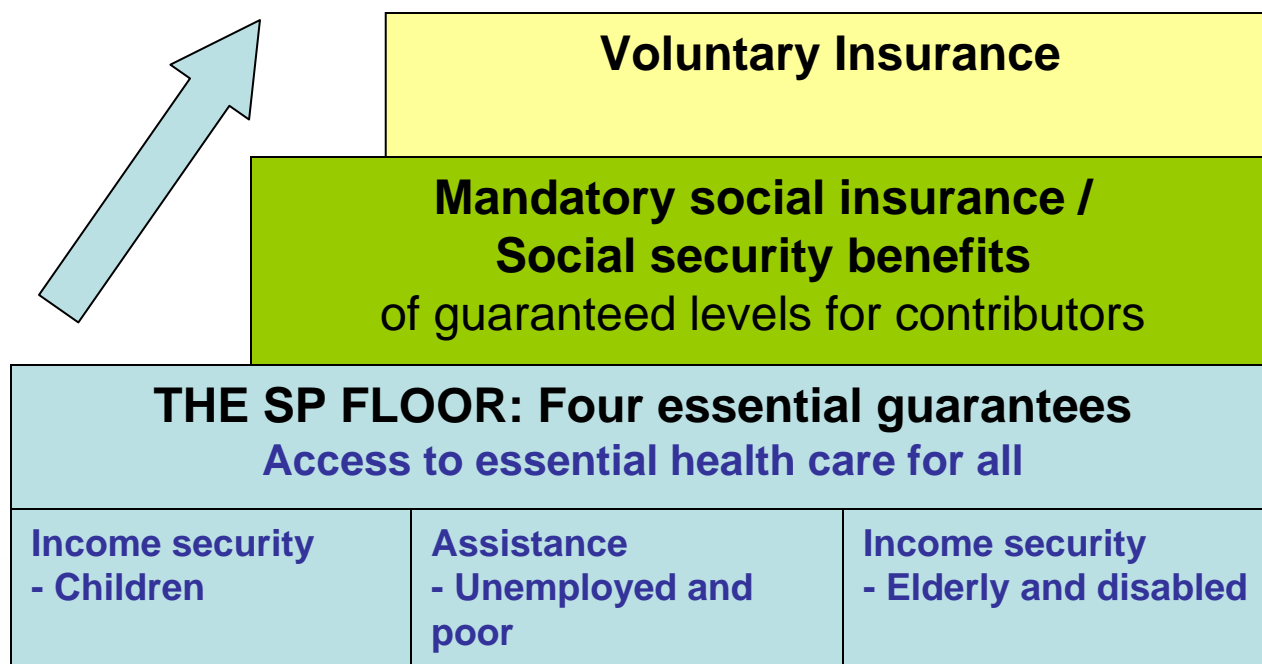 Voluntary Insurance
Mandatory social insurance /
Social security benefits
of guaranteed levels for contributors
THE SP FLOOR: Four essential guarantees
Access to essential health care for all
Income security
- Children
Assistance
- Unemployed and
poor
Income security
- Elderly and disabled